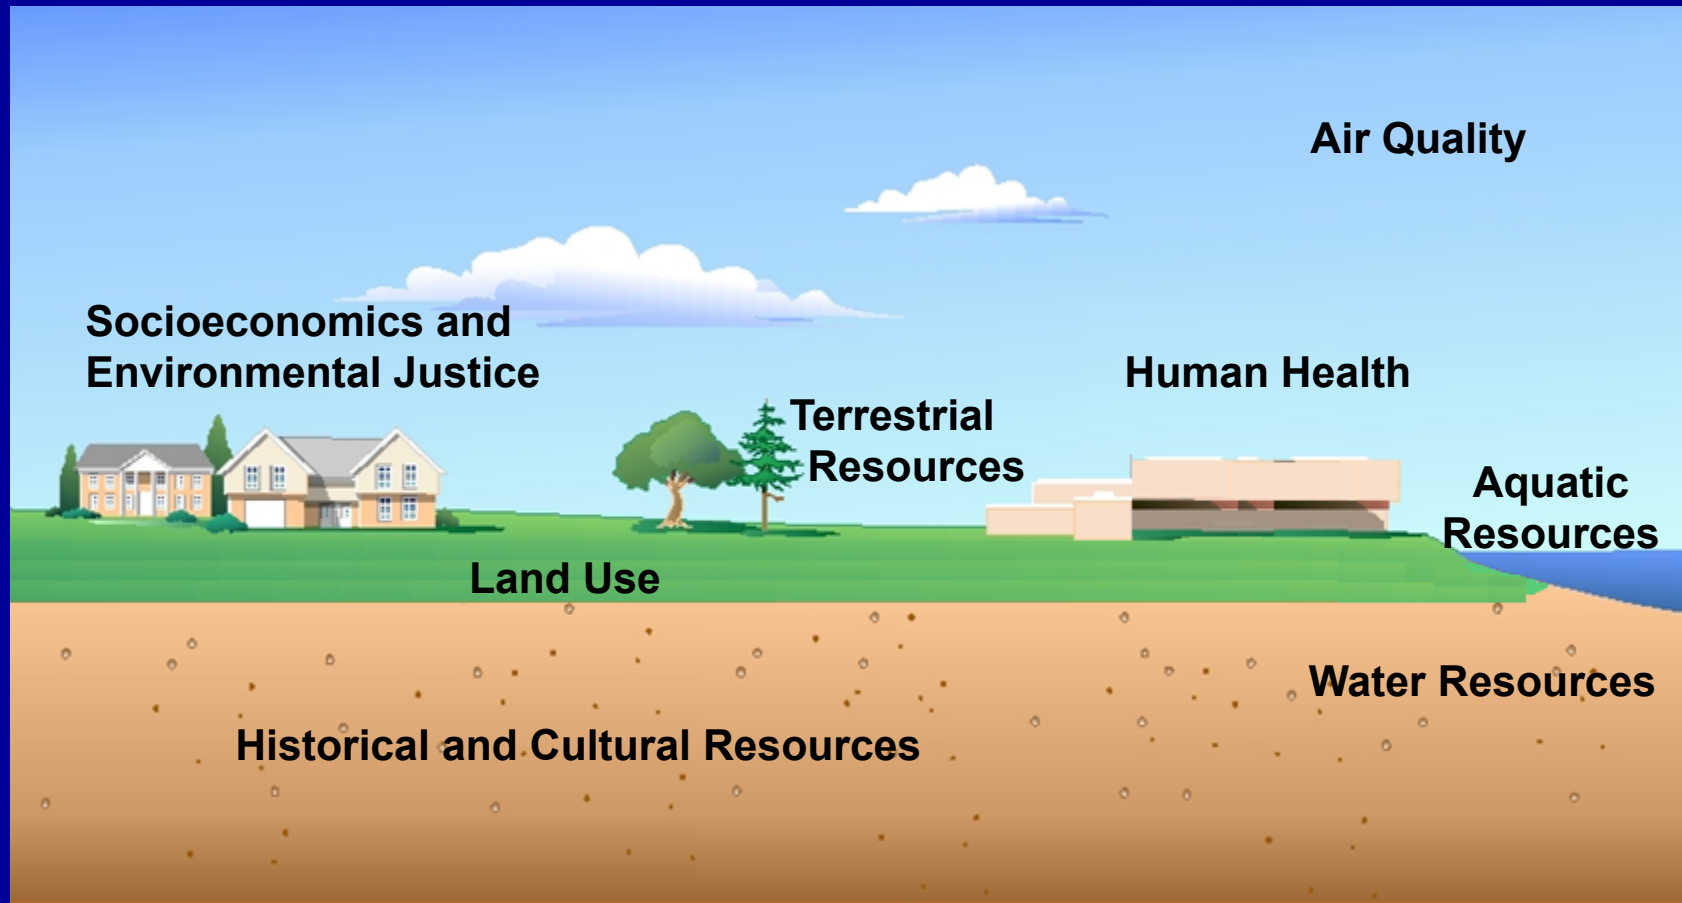 Air Quality
Socioeconomics and
Environmental Justice
Human Health
Terrestrial
Resources
Aquatic
Resources
Land Use
Water Resources
Historical and Cultural Resources